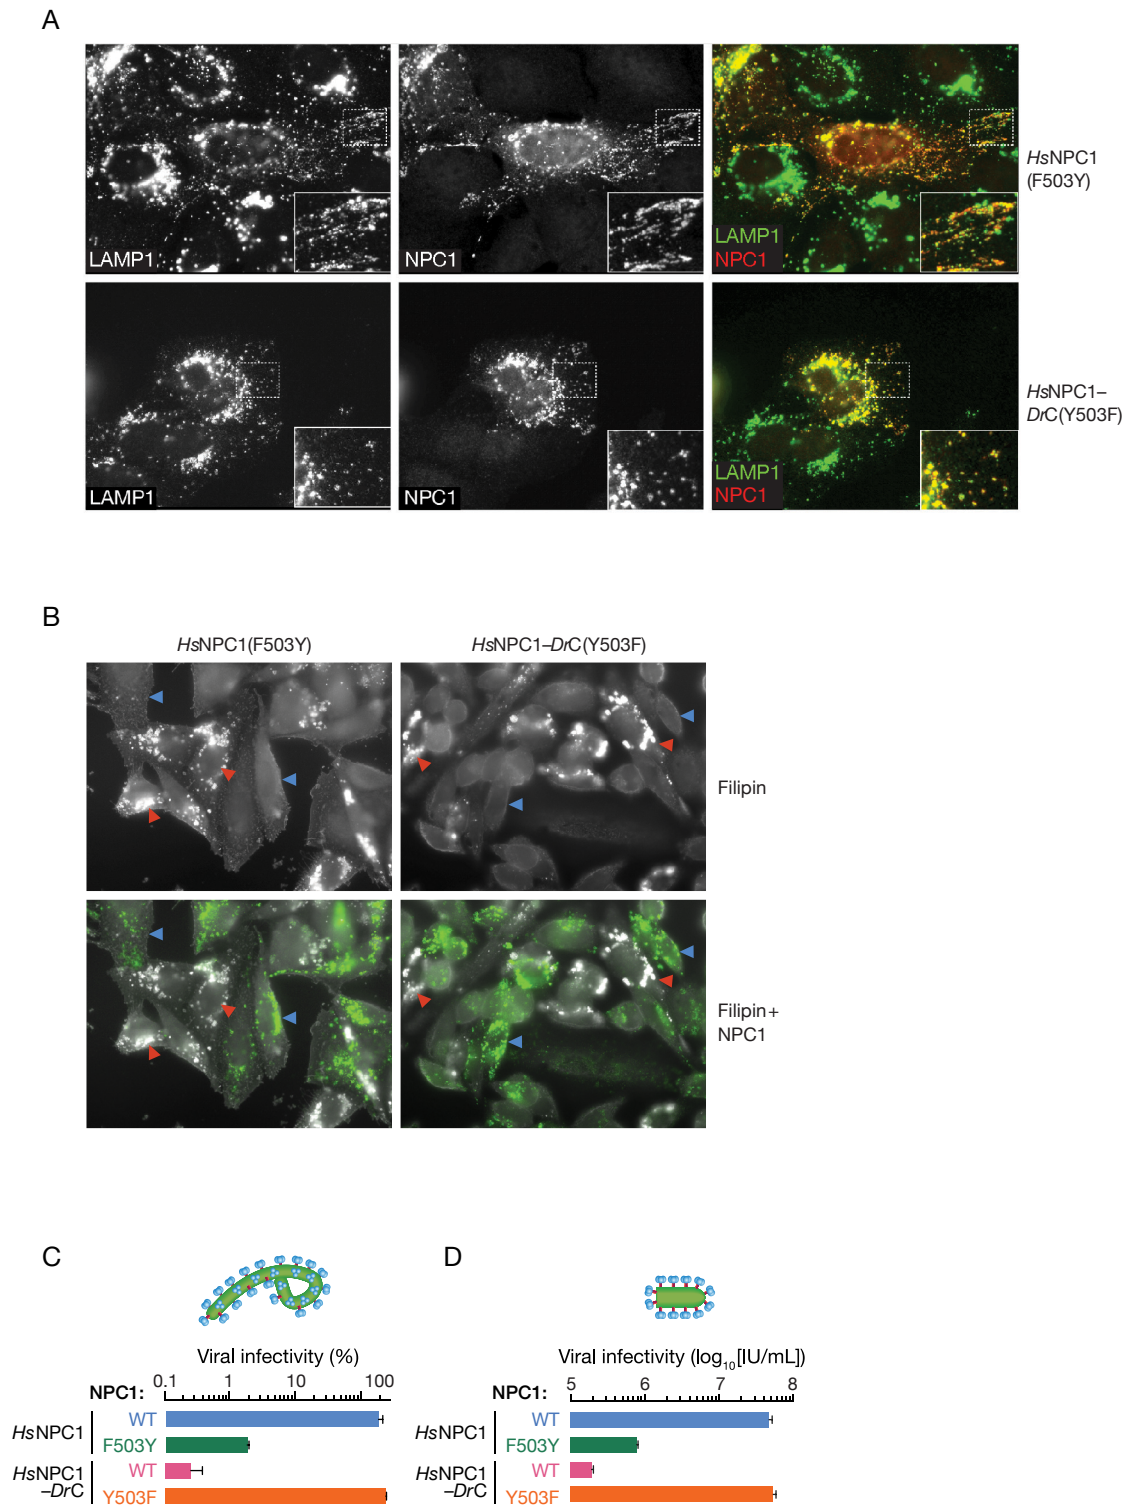 A
LAMP1
NPC1
LAMP1
NPC1
HsNPC1
(F503Y)
LAMP1
NPC1
LAMP1
NPC1
HsNPC1–
DrC(Y503F)
B
HsNPC1(F503Y)
HsNPC1–DrC(Y503F)
Filipin
Filipin+
NPC1
C
Viral infectivity (%)
0.1 1 10 100
NPC1:
HsNPC1
WT
F503Y
HsNPC1
–DrC
WT
Y503F
D
Viral infectivity (log10[IU/mL])
5 6 7 8
NPC1:
HsNPC1
WT
F503Y
HsNPC1
–DrC
WT
Y503F